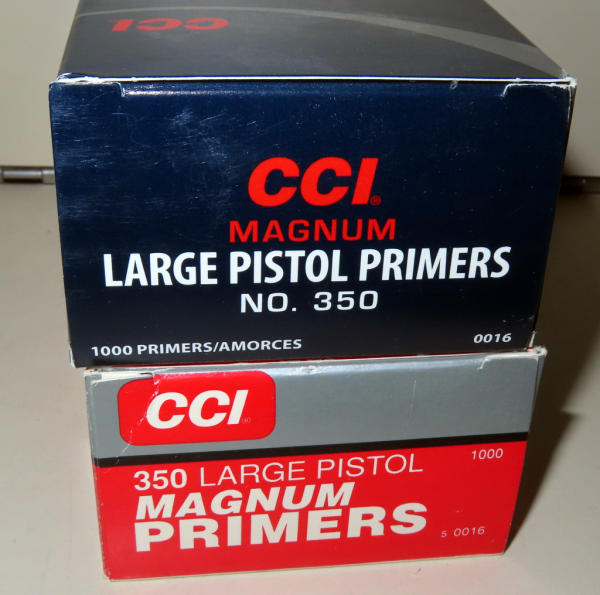 CCI
CCI®
MAGNUM
LARGE PISTOL PRIMERS
NO. 350
1000 PRIMERS/AMORCES 0016
CCI®
350 LARGE PISTOL 1000
MAGNUM
PRIMERS 5 0016